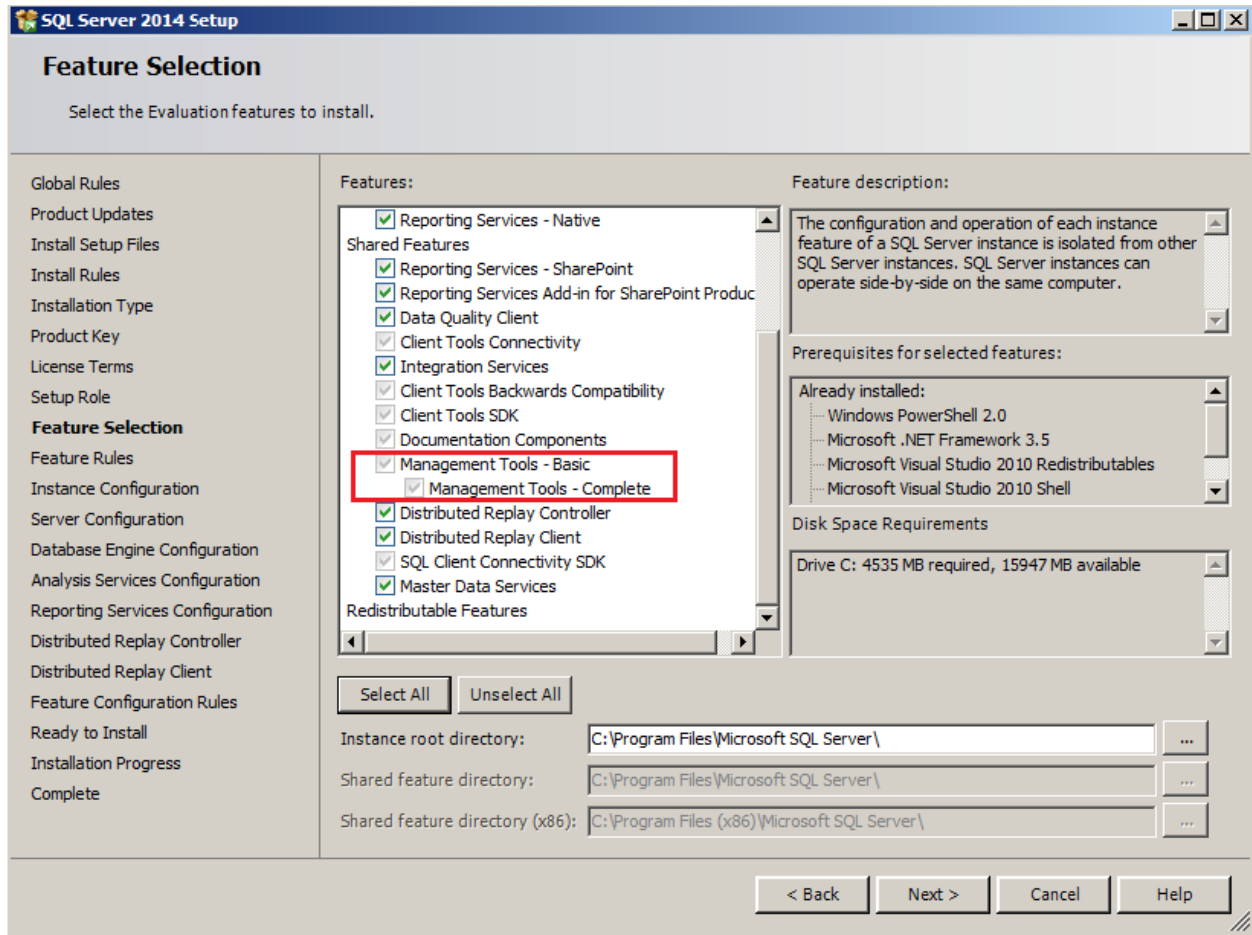 SQL Server 2014 Setup
Feature Selection
Select the Evaluation features to install.
Global Rules
Product Updates
Install Setup Files
Install Rules
Installation Type
Product Key
License Terms
Setup Role
Feature Selection
Feature Rules
Instance Configuration
Server Configuration
Database Engine Configuration
Analysis Services Configuration
Reporting Services Configuration
Distributed Replay Controller
Distributed Replay Client
Feature Configuration Rules
Ready to Install
Installation Progress
Complete
Features:
Reporting Services - Native
Shared Features
Reporting Services - SharePoint
Reporting Services Add-in for SharePoint Produc
Data Quality Client
Client Tools Connectivity
Integration Services
Client Tools Backwards Compatibility
Client Tools SDK
Documentation Components
Management Tools - Basic
Management Tools - Complete
Distributed Replay Controller
Distributed Replay Client
SQL Client Connectivity SDK
Master Data Services
Redistributable Features
Feature description:
The configuration and operation of each instance
feature of a SQL Server instance is isolated from other
SQL Server instances. SQL Server instances can
operate side-by-side on the same computer.
Prerequisites for selected features:
Already installed:
Windows PowerShell 2.0
Microsoft .NET Framework 3.5
Microsoft Visual Studio 2010 Redistributables
Microsoft Visual Studio 2010 Shell
Disk Space Requirements
Drive C: 4535 MB required, 15947 MB available
Select All
Unselect All
Instance root directory:
C:\Program Files\Microsoft SQL Server\
...
Shared feature directory:
C:\Program Files\Microsoft SQL Server\
...
Shared feature directory (x86):
C:\Program Files (x86)\Microsoft SQL Server\
...
< Back
Next >
Cancel
Help